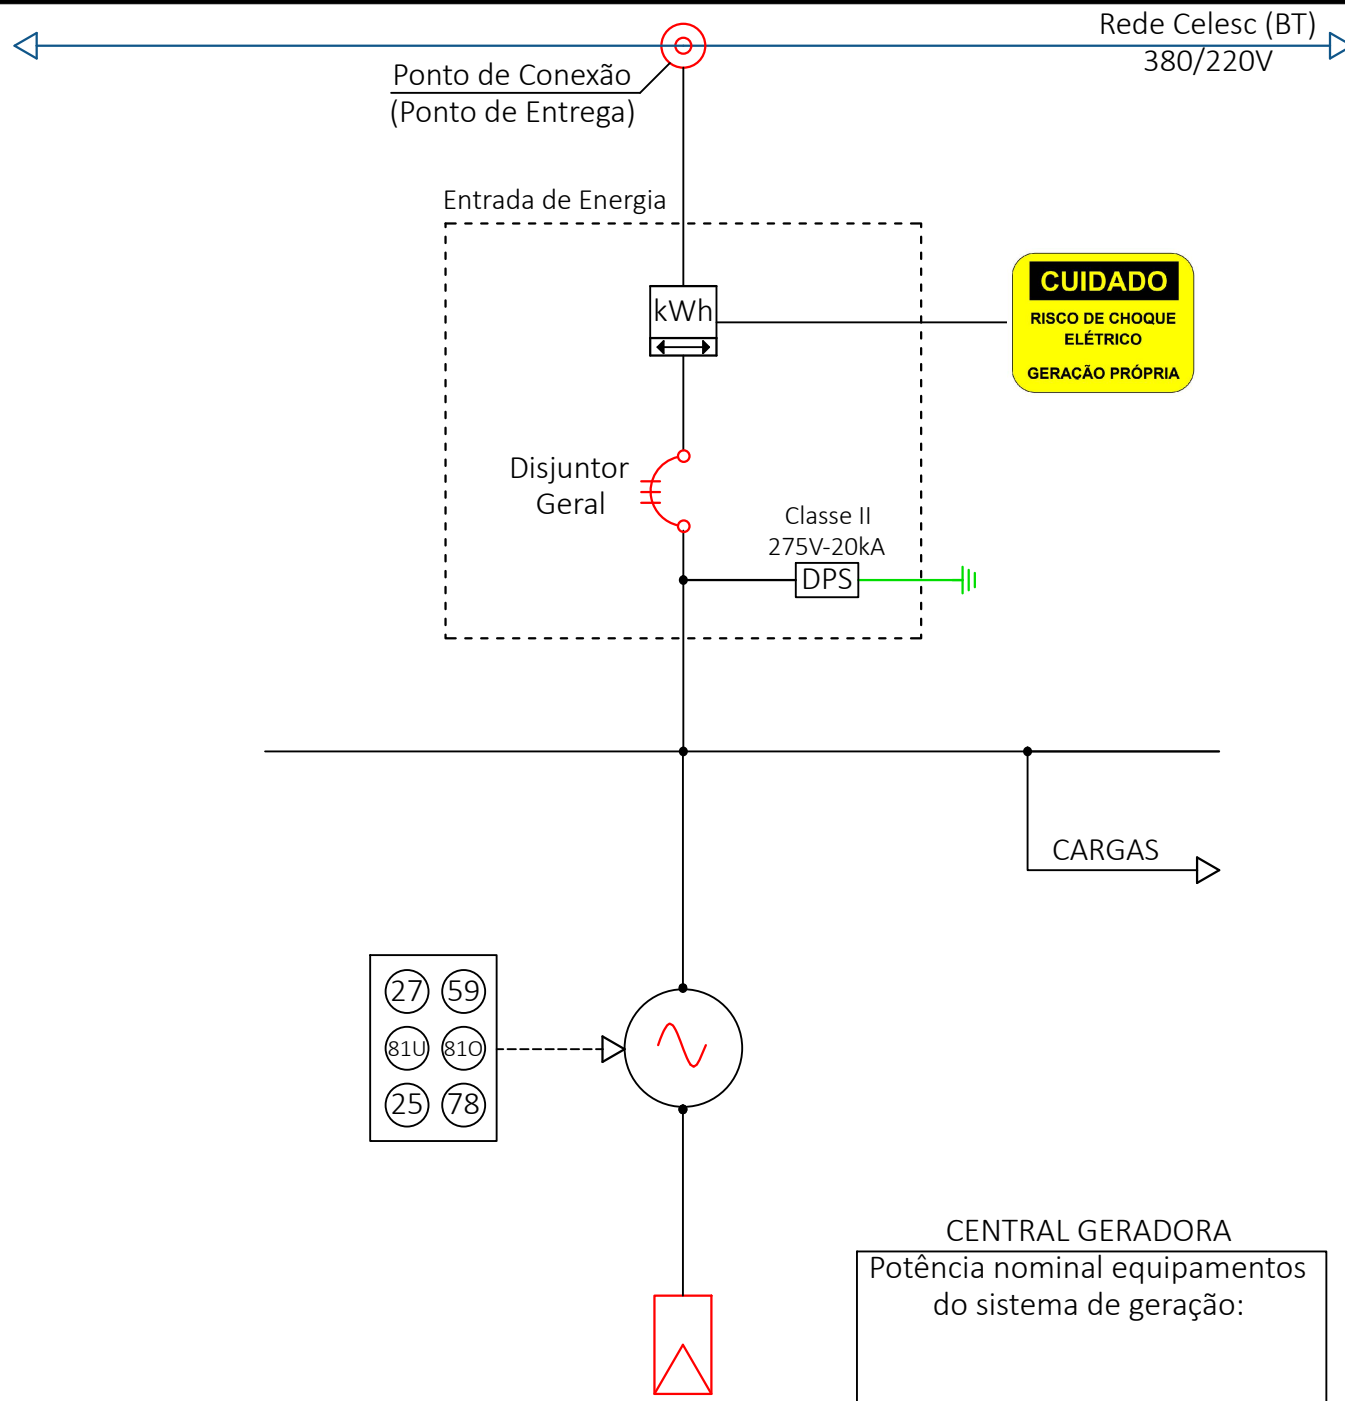 Rede Celesc (BT)
380/220V
Ponto de Conexão
(Ponto de Entrega)
Entrada de Energia
kWh
CUIDADO
RISCO DE CHOQUE
ELÉTRICO
GERAÇÃO PRÓPRIA
Disjuntor
Geral
Classe II
275V-20kA
DPS
CARGAS
27 59
81U 81O
25 78
CENTRAL GERADORA
Potência nominal equipamentos
do sistema de geração: